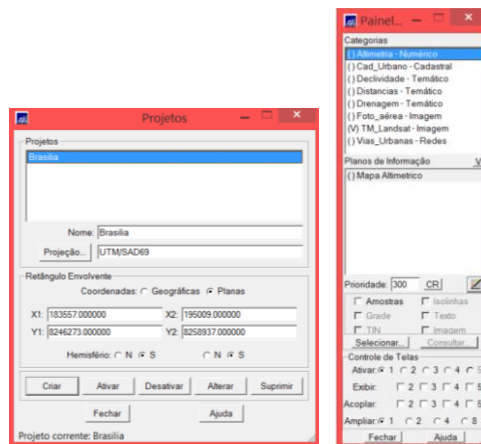 Projetos
Projetos
Brasilia
Nome: Brasilia
Projeção... UTM/SAD69
Retângulo Envolvente
Coordenadas: Geográficas Planas
X1: 183557.000000 X2: 195009.000000
Y1: 8246273.000000 Y2: 8258937.000000
Hemisfério: N S N S
Criar Ativar Desativar Alterar Suprimir
Fechar Ajuda
Projeto corrente: Brasilia
Painel...
Categorias
() Altimetria - Numérico
() Cad_Urbano - Cadastral
() Declividade - Temático
() Distancias - Temático
() Drenagem - Temático
() Foto_aérea - Imagem
(V) TM_Landsat - Imagem
() Vias_Urbanas - Redes
Planos de Informação V
() Mapa Altimetrico
Prioridade: 300 CR
Amostras Isolinhas
Grade Texto
TIN Imagem
Selecionar... Consultar...
Controle de Telas
Ativar: 1 2 3 4 5
Exibir: 2 3 4 5
Acoplar: 2 3 4 5
Ampliar: 1 2 4 8
Fechar Ajuda